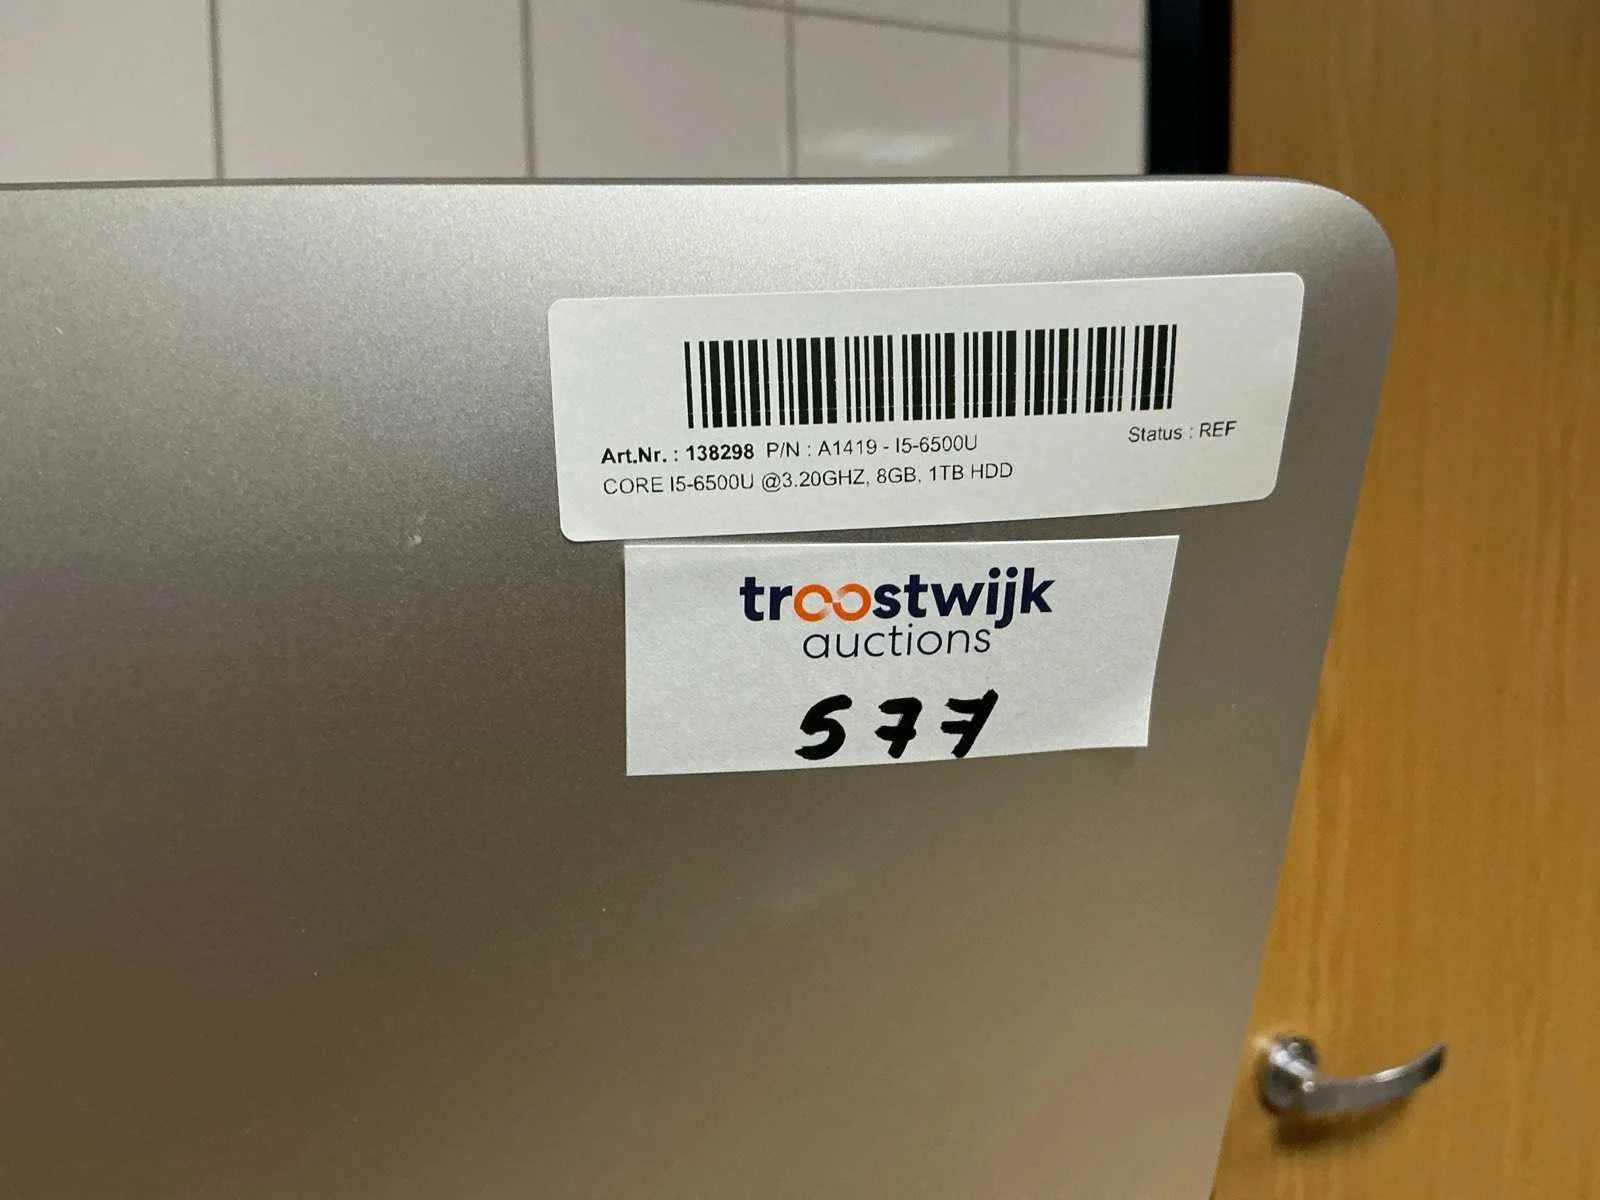 Art.Nr. : 138298 P/N : A1419 - I5-6500U Status : REF
CORE I5-6500U @3.20GHZ, 8GB, 1TB HDD
troostwijk
auctions
577